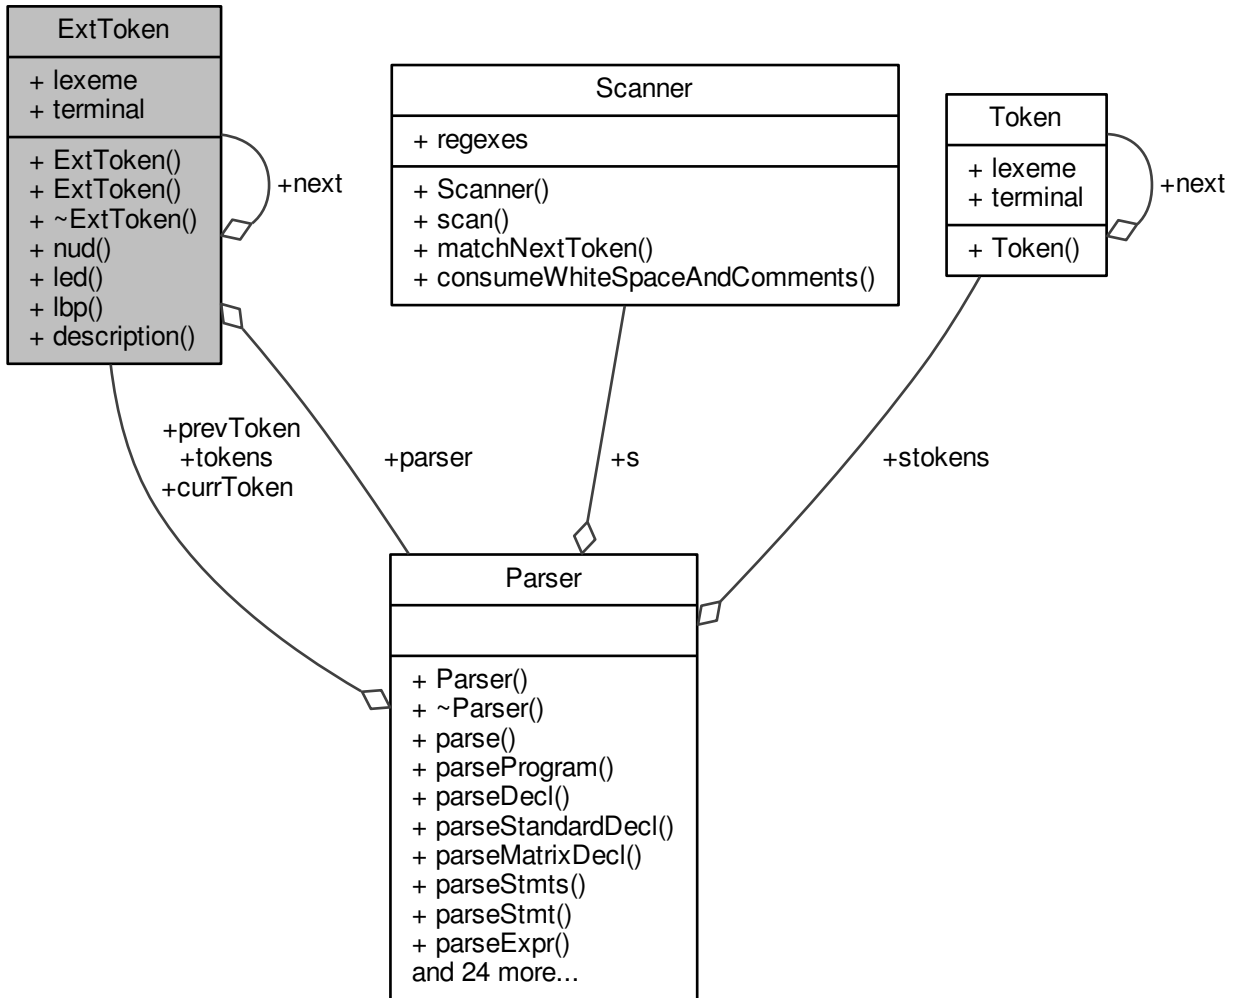 ExtToken
+ lexeme
+ terminal
+ ExtToken()
+ ExtToken()
+ ~ExtToken()
+ nud()
+ led()
+ lbp()
+ description()
+next
Scanner
+ regexes
+ Scanner()
+ scan()
+ matchNextToken()
+ consumeWhiteSpaceAndComments()
Token
+ lexeme
+ terminal
+ Token()
+next
+prevToken
+tokens
+currToken
+parser
+s
+stokens
Parser
+ Parser()
+ ~Parser()
+ parse()
+ parseProgram()
+ parseDecl()
+ parseStandardDecl()
+ parseMatrixDecl()
+ parseStmts()
+ parseStmt()
+ parseExpr()
and 24 more...